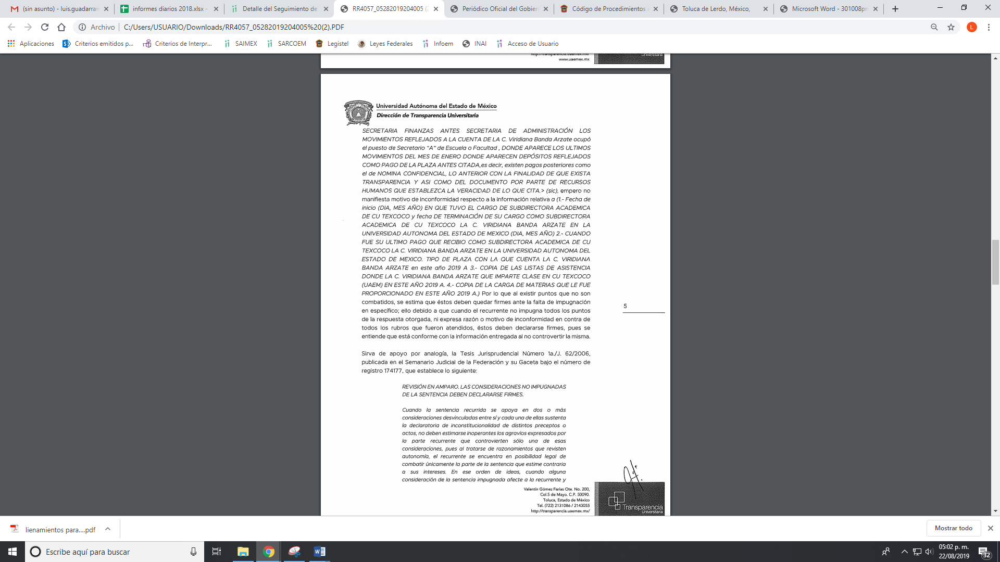 (sin asunto) - luis.guadarran
informes diarios 2018.xlsx -
Detalle del Seguimiento de
RR4057_05282019204005 (2
Periódico Oficial del Gobiern
Código de Procedimientos A
Toluca de Lerdo, México,
Microsoft Word - 301008pr
Archivo C:/Users/USUARIO/Downloads/RR4057_05282019204005%20(2).PDF
L
Aplicaciones
Criterios emitidos p...
Criterios de Interpr...
SAIMEX
SARCOEM
Legistel
Leyes Federales
Infoem
INAI
Acceso de Usuario
http://transparencia.uaemex.mx/
www.uaemex.mx
Universitaria
Universidad Autónoma del Estado de México
Dirección de Transparencia Universitaria
SECRETARIA FINANZAS ANTES SECRETARIA DE ADMINISTRACIÓN LOS
MOVIMIENTOS REFLEJADOS A LA CUENTA DE LA C. Viridiana Banda Arzate ocupó
el puesto de Secretario "A" de Escuela o Facultad , DONDE APARECE LOS ULTIMOS
MOVIMIENTOS DEL MES DE ENERO DONDE APARECEN DEPÓSITOS REFLEJADOS
COMO PAGO DE LA PLAZA ANTES CITADA,es decir, existen pagos posteriores como
el de NOMINA CONFIDENCIAL, LO ANTERIOR CON LA FINALIDAD DE QUE EXISTA
TRANSPARENCIA Y ASI COMO DEL DOCUMENTO POR PARTE DE RECURSOS
HUMANOS QUE ESTABLEZCA LA VERACIDAD DE LO QUE CITA.> (sic), empero no
manifiesta motivo de inconformidad respecto a la información relativa a (1.- Fecha de
inicio (DIA, MES AÑO) EN QUE TUVO EL CARGO DE SUBDIRECTORA ACADEMICA
DE CU TEXCOCO y fecha DE TERMINACIÓN DE SU CARGO COMO SUBDIRECTORA
ACADEMICA DE CU TEXCOCO LA C. VIRIDIANA BANDA ARZATE EN LA
UNIVERSIDAD AUTONOMA DEL ESTADO DE MEXICO (DIA, MES AÑO) 2.- CUANDO
FUE SU ULTIMO PAGO QUE RECIBIO COMO SUBDIRECTORA ACADEMICA DE CU
TEXCOCO LA C. VIRIDIANA BANDA ARZATE EN LA UNIVERSIDAD AUTONOMA DEL
ESTADO DE MEXICO. TIPO DE PLAZA CON LA QUE CUENTA LA C. VIRIDIANA
BANDA ARZATE en este año 2019 A 3.- COPIA DE LAS LISTAS DE ASISTENCIA
DONDE LA C. VIRIDIANA BANDA ARZATE QUE IMPARTE CLASE EN CU TEXCOCO
(UAEM) EN ESTE AÑO 2019 A. 4.- COPIA DE LA CARGA DE MATERIAS QUE LE FUE
PROPORCIONADO EN ESTE AÑO 2019 A.) Por lo que al existir puntos que no son
combatidos, se estima que éstos deben quedar firmes ante la falta de impugnación
en específico; ello debido a que cuando el recurrente no impugna todos los puntos
de la respuesta otorgada, ni expresa razón o motivo de inconformidad en contra de
todos los rubros que fueron atendidos, éstos deben declararse firmes, pues se
entiende que está conforme con la información entregada al no controvertir la misma.
5
Sirva de apoyo por analogía, la Tesis Jurisprudencial Número 1a./J. 62/2006,
publicada en el Semanario Judicial de la Federación y su Gaceta bajo el número de
registro 174177, que establece lo siguiente:
REVISIÓN EN AMPARO. LAS CONSIDERACIONES NO IMPUGNADAS
DE LA SENTENCIA DEBEN DECLARARSE FIRMES.
Cuando la sentencia recurrida se apoya en dos o más
consideraciones desvinculadas entre sí y cada una de ellas sustenta
la declaratoria de inconstitucionalidad de distintos preceptos o
actos, no deben estimarse inoperantes los agravios expresados por
la parte recurrente que controvierten sólo una de esas
consideraciones, pues al tratarse de razonamientos que revisten
autonomía, el recurrente se encuentra en posibilidad legal de
combatir únicamente la parte de la sentencia que estime contraria
a sus intereses. En ese orden de ideas, cuando alguna
consideración de la sentencia impugnada afecte a la recurrente y
Valentín Gómez Farías Ote. No. 200,
Col.5 de Mayo. C.P. 50090.
Toluca, Estado de México
Tel. (722) 2131086 / 2143055
http://transparencia.uaemex.mx/
Transparencia
Universitaria
lienamientos para....pdf
Mostrar todo
Escribe aquí para buscar
05:02 p. m.
22/08/2019
32